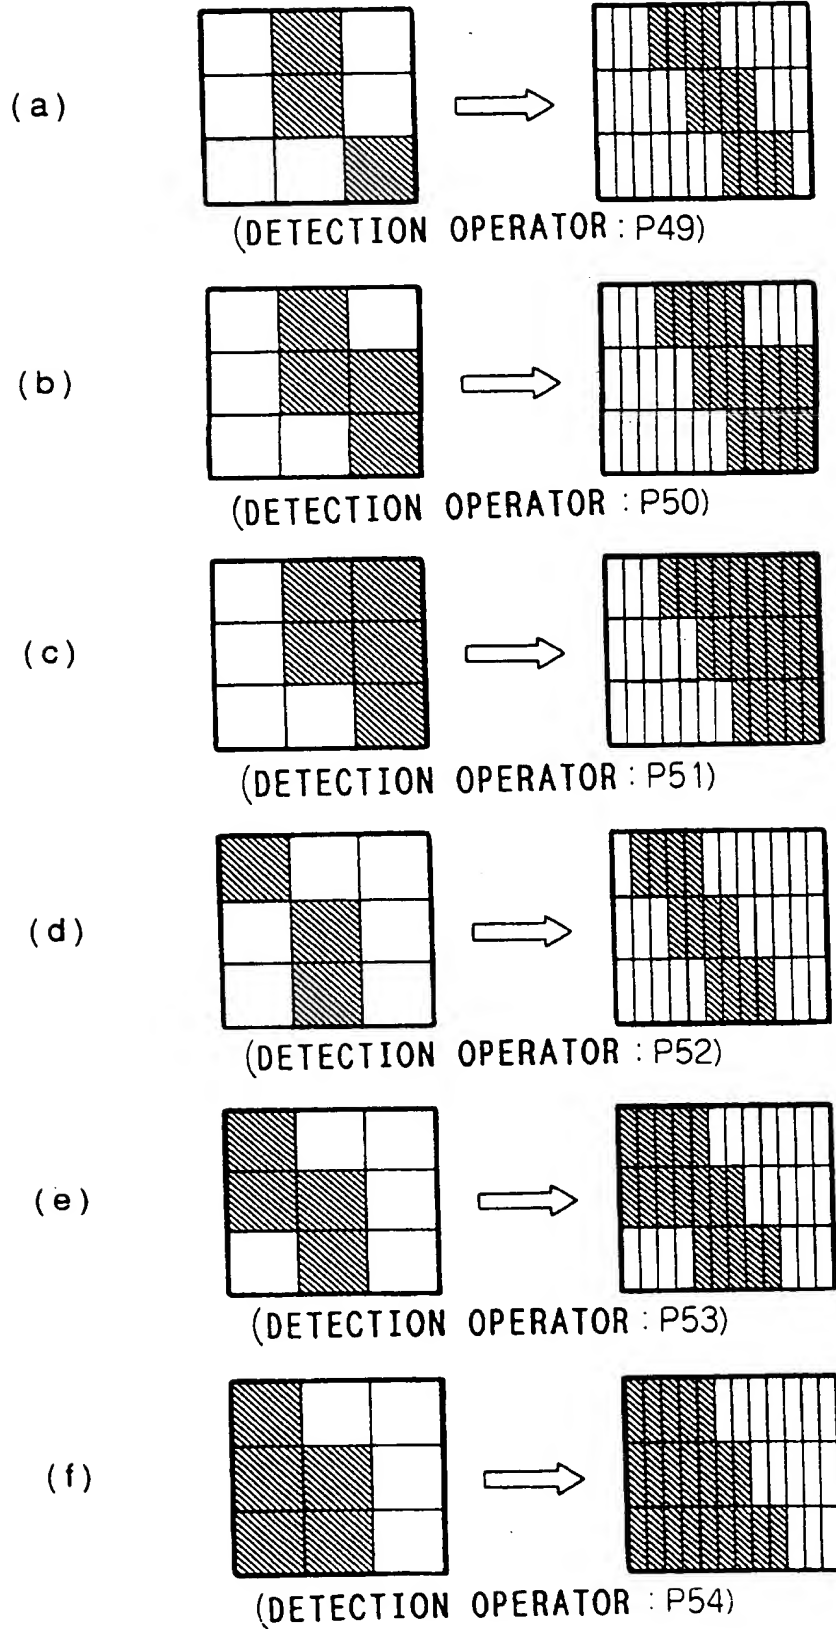 (a)
(DETECTION OPERATOR : P49)
(b)
(DETECTION OPERATOR : P50)
(c)
(DETECTION OPERATOR : P51)
(d)
(DETECTION OPERATOR : P52)
(e)
(DETECTION OPERATOR : P53)
(f)
(DETECTION OPERATOR : P54)